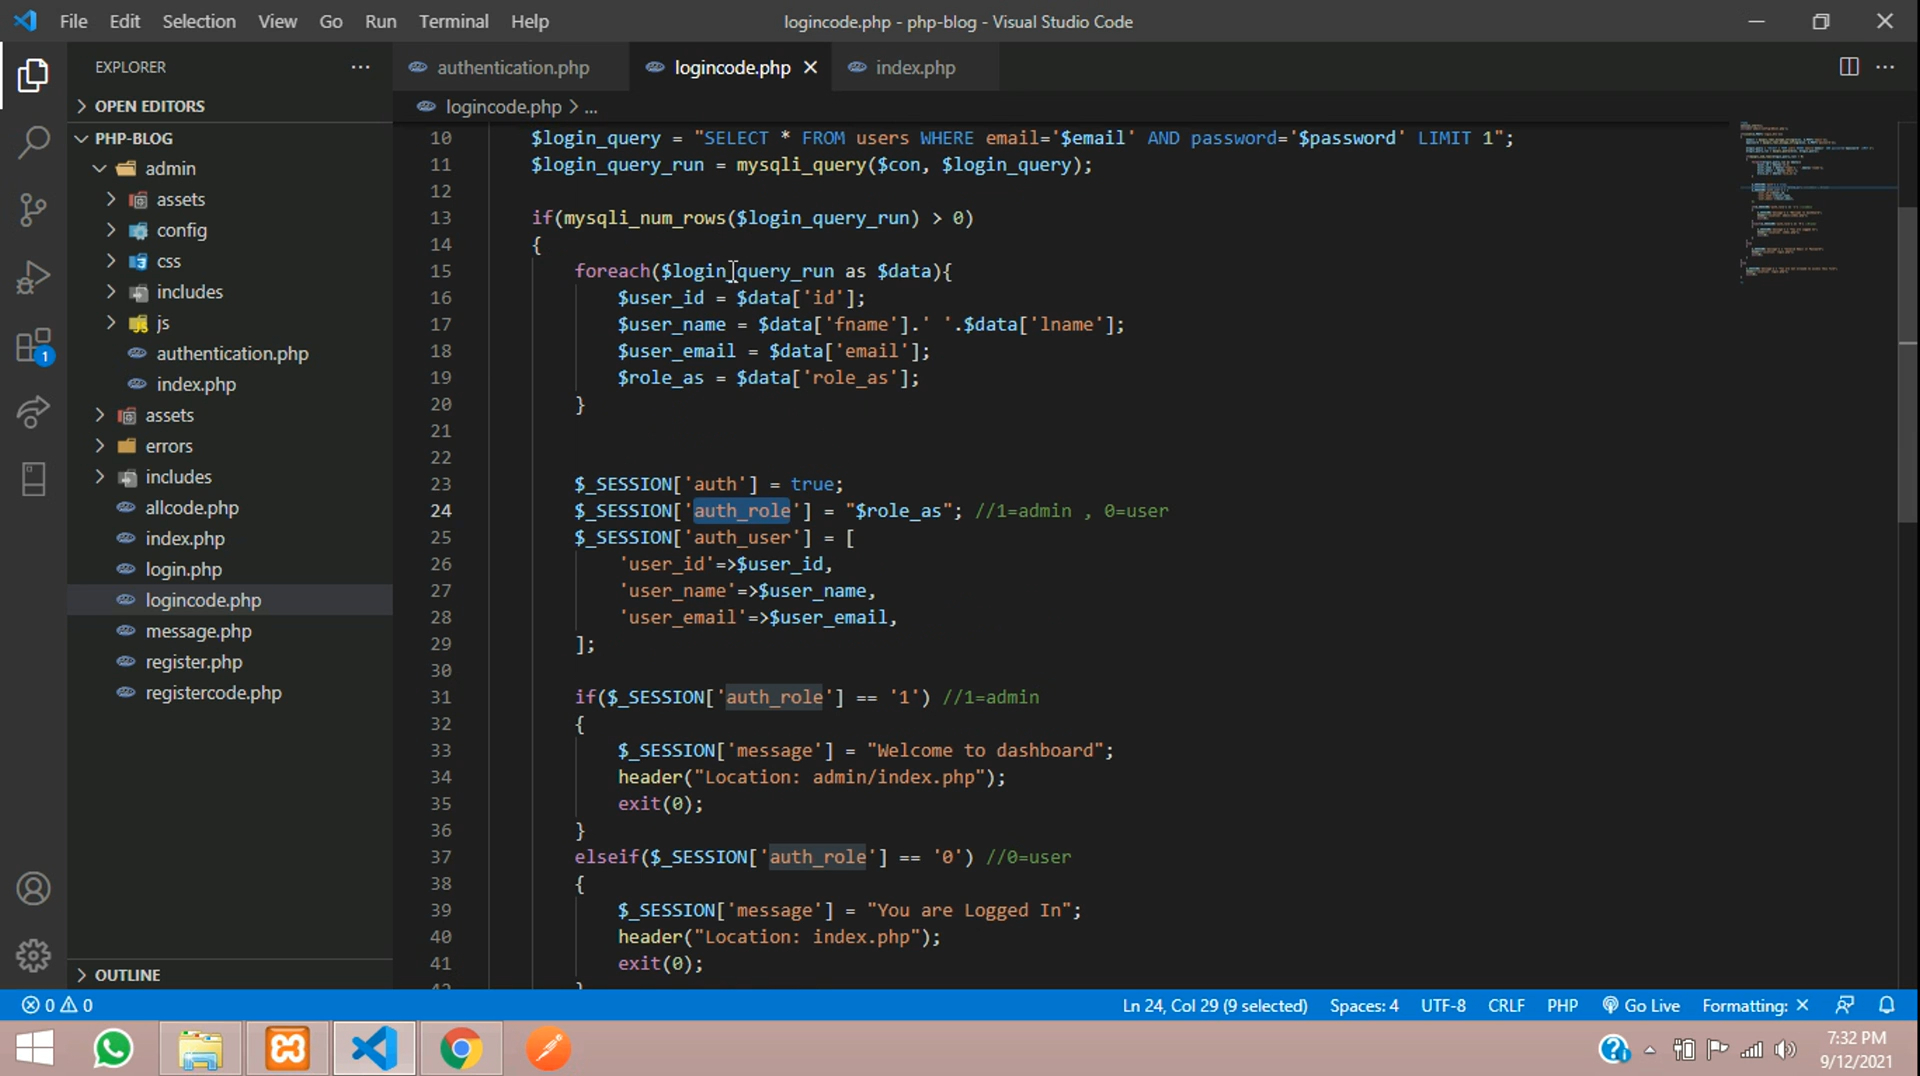 File Edit Selection View Go Run Terminal Help
logincode.php - php-blog - Visual Studio Code
EXPLORER
OPEN EDITORS
PHP-BLOG
admin
assets
config
css
includes
js
authentication.php
index.php
assets
errors
includes
allcode.php
index.php
login.php
logincode.php
message.php
register.php
registercode.php
OUTLINE
authentication.php logincode.php index.php
logincode.php > ...
10 $login_query = "SELECT * FROM users WHERE email='$email' AND password='$password' LIMIT 1";
11 $login_query_run = mysqli_query($con, $login_query);
12
13 if(mysqli_num_rows($login_query_run) > 0)
14 {
15 foreach($login_query_run as $data){
16 $user_id = $data['id'];
17 $user_name = $data['fname'].' '.$data['lname'];
18 $user_email = $data['email'];
19 $role_as = $data['role_as'];
20 }
21
22
23 $_SESSION['auth'] = true;
24 $_SESSION['auth_role'] = "$role_as"; //1=admin , 0=user
25 $_SESSION['auth_user'] = [
26 'user_id'=>$user_id,
27 'user_name'=>$user_name,
28 'user_email'=>$user_email,
29 ];
30
31 if($_SESSION['auth_role'] == '1') //1=admin
32 {
33 $_SESSION['message'] = "Welcome to dashboard";
34 header("Location: admin/index.php");
35 exit(0);
36 }
37 elseif($_SESSION['auth_role'] == '0') //0=user
38 {
39 $_SESSION['message'] = "You are Logged In";
40 header("Location: index.php");
41 exit(0);
42 }
1
0 0
Ln 24, Col 29 (9 selected) Spaces: 4 UTF-8 CRLF PHP Go Live Formatting: ×
7:32 PM
9/12/2021